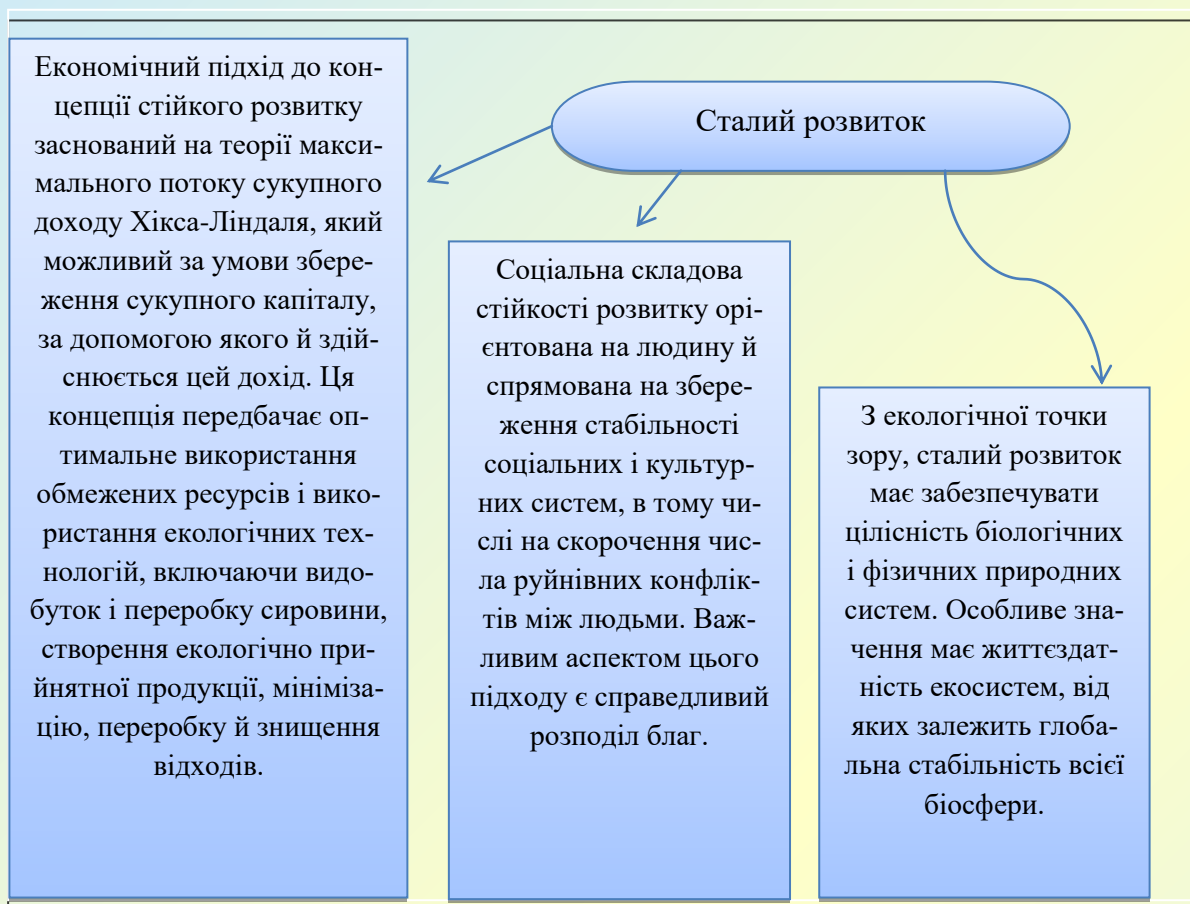 Сталий розвиток
Економічний підхід до кон-
цепції стійкого розвитку
заснований на теорії макси-
мального потоку сукупного
доходу Хікса-Ліндаля, який
можливий за умови збере-
ження сукупного капіталу,
за допомогою якого й здій-
снюється цей дохід. Ця
концепція передбачає оп-
тимальне використання
обмежених ресурсів і вико-
ристання екологічних тех-
нологій, включаючи видо-
буток і переробку сировини,
створення екологічно при-
йнятної продукції, мініміза-
цію, переробку й знищення
відходів.
Соціальна складова
стійкості розвитку орі-
єнтована на людину й
спрямована на збере-
ження стабільності
соціальних і культур-
них систем, в тому чи-
слі на скорочення чис-
ла руйнівних конфлік-
тів між людьми. Важ-
ливим аспектом цього
підходу є справедливий
розподіл благ.
З екологічної точки
зору, сталий розвиток
має забезпечувати
цілісність біологічних
і фізичних природних
систем. Особливе зна-
чення має життєздат-
ність екосистем, від
яких залежить глоба-
льна стабільність всієї
біосфери.